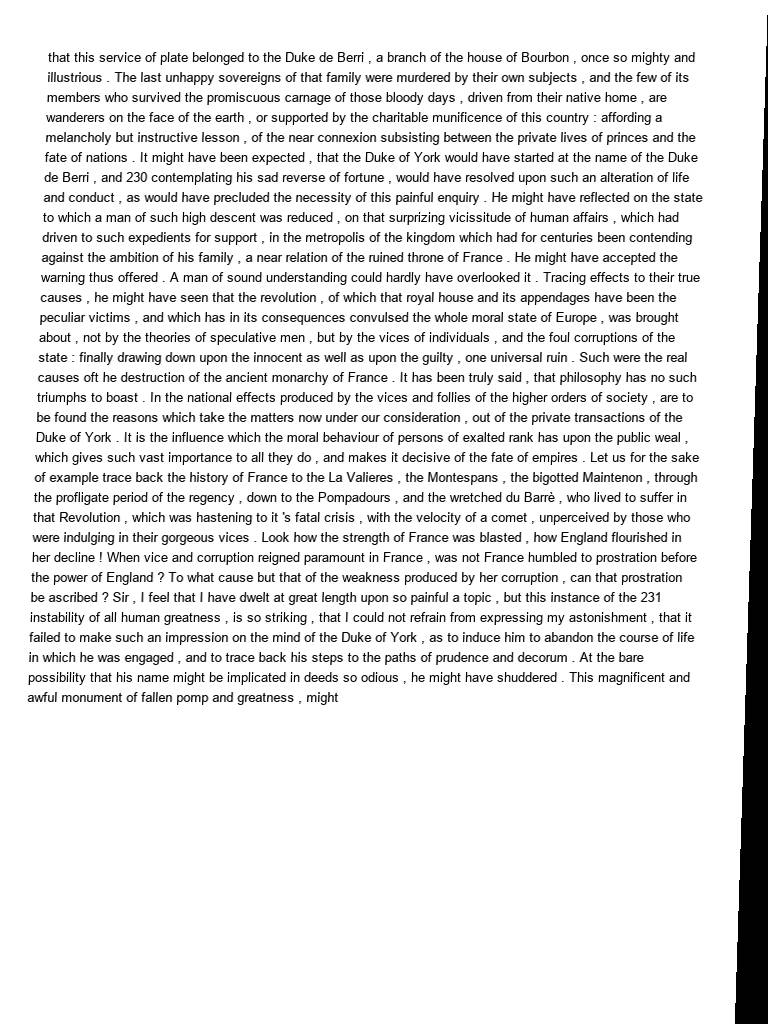 that this service of plate belonged to the Duke de Berri , a branch of the house of Bourbon , once so mighty and
illustrious . The last unhappy sovereigns of that family were murdered by their own subjects , and the few of its
members who survived the promiscuous carnage of those bloody days , driven from their native home , are
wanderers on the face of the earth , or supported by the charitable munificence of this country : affording a
melancholy but instructive lesson , of the near connexion subsisting between the private lives of princes and the
fate of nations . It might have been expected , that the Duke of York would have started at the name of the Duke
de Berri , and 230 contemplating his sad reverse of fortune , would have resolved upon such an alteration of life
and conduct , as would have precluded the necessity of this painful enquiry . He might have reflected on the state
to which a man of such high descent was reduced , on that surprizing vicissitude of human affairs , which had
driven to such expedients for support , in the metropolis of the kingdom which had for centuries been contending
against the ambition of his family , a near relation of the ruined throne of France . He might have accepted the
warning thus offered . A man of sound understanding could hardly have overlooked it . Tracing effects to their true
causes , he might have seen that the revolution , of which that royal house and its appendages have been the
peculiar victims , and which has in its consequences convulsed the whole moral state of Europe , was brought
about , not by the theories of speculative men , but by the vices of individuals , and the foul corruptions of the
state : finally drawing down upon the innocent as well as upon the guilty , one universal ruin . Such were the real
causes oft he destruction of the ancient monarchy of France . It has been truly said , that philosophy has no such
triumphs to boast . In the national effects produced by the vices and follies of the higher orders of society , are to
be found the reasons which take the matters now under our consideration , out of the private transactions of the
Duke of York . It is the influence which the moral behaviour of persons of exalted rank has upon the public weal ,
which gives such vast importance to all they do , and makes it decisive of the fate of empires . Let us for the sake
of example trace back the history of France to the La Valieres , the Montespans , the bigotted Maintenon , through
the profligate period of the regency , down to the Pompadours , and the wretched du Barrè , who lived to suffer in
that Revolution , which was hastening to it 's fatal crisis , with the velocity of a comet , unperceived by those who
were indulging in their gorgeous vices . Look how the strength of France was blasted , how England flourished in
her decline ! When vice and corruption reigned paramount in France , was not France humbled to prostration before
the power of England ? To what cause but that of the weakness produced by her corruption , can that prostration
be ascribed ? Sir , I feel that I have dwelt at great length upon so painful a topic , but this instance of the 231
instability of all human greatness , is so striking , that I could not refrain from expressing my astonishment , that it
failed to make such an impression on the mind of the Duke of York , as to induce him to abandon the course of life
in which he was engaged , and to trace back his steps to the paths of prudence and decorum . At the bare
possibility that his name might be implicated in deeds so odious , he might have shuddered . This magnificent and
awful monument of fallen pomp and greatness , might